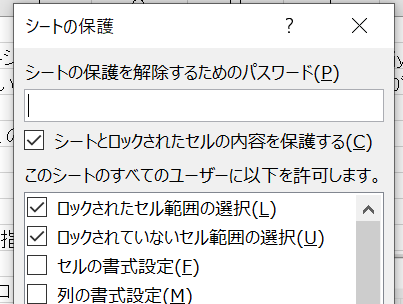 シートの保護 ?
シートの保護を解除するためのパスワード(P)
シートとロックされたセルの内容を保護する(C)
このシートのすべてのユーザーに以下を許可します。
ロックされたセル範囲の選択(L)
ロックされていないセル範囲の選択(U)
セルの書式設定(F)
列の書式設定(M)